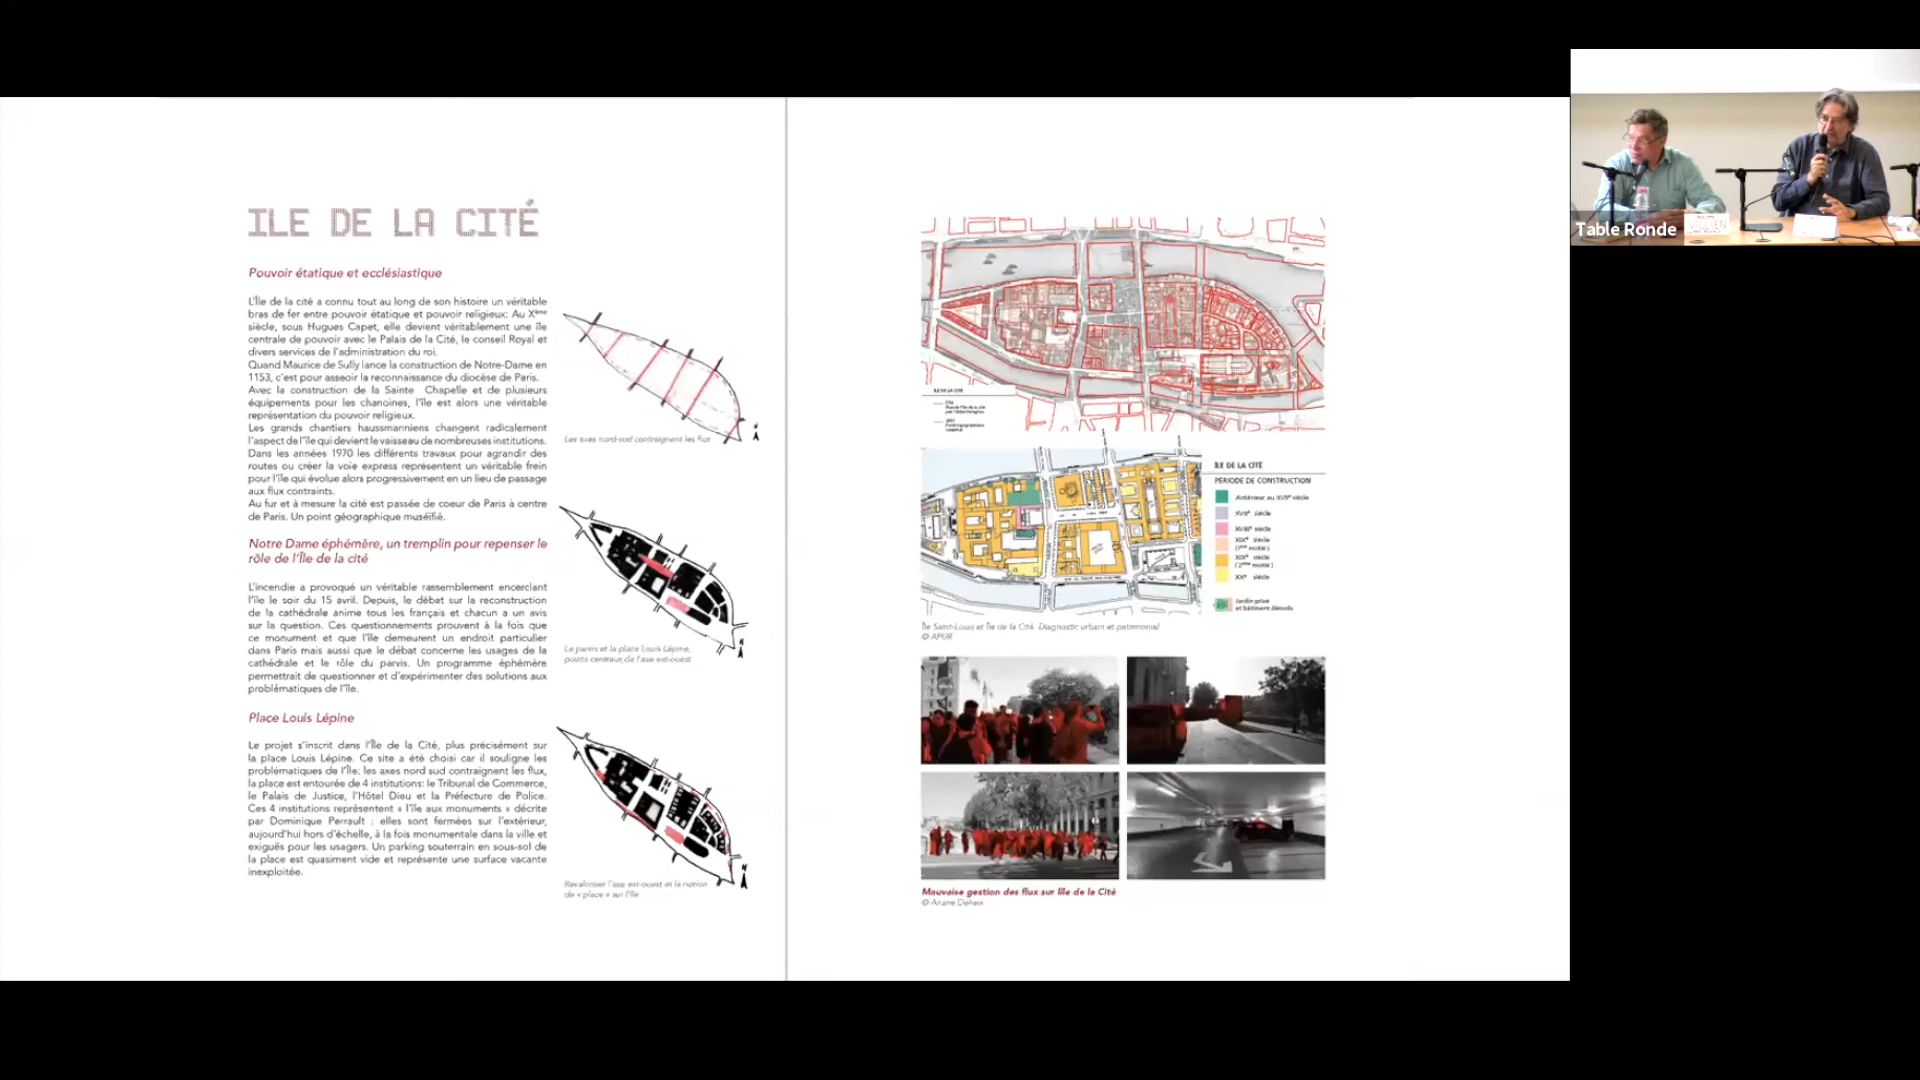 ILE DE LA CITÉ
Pouvoir étatique et ecclésiastique
L'Île de la cité a connu tout au long de son histoire un véritable
bras de fer entre pouvoir étatique et pouvoir religieux: Au Xème
siècle, sous Hugues Capet, elle devient véritablement une île
centrale de pouvoir avec le Palais de la Cité, le conseil Royal et
divers services de l'administration du roi.
Quand Maurice de Sully lance la construction de Notre-Dame en
1153, c'est pour asseoir la reconnaissance du diocèse de Paris.
Avec la construction de la Sainte Chapelle et de plusieurs
équipements pour les chanoines, l'île est alors une véritable
représentation du pouvoir religieux.
Les grands chantiers haussmanniens changent radicalement
l'aspect de l'île qui devient le vaisseau de nombreuses institutions.
Dans les années 1970 les différents travaux pour agrandir des
routes ou créer la voie express représentent un véritable frein
pour l'île qui évolue alors progressivement en un lieu de passage
aux flux contraints.
Au fur et à mesure la cité est passée de coeur de Paris à centre
de Paris. Un point géographique muséifié.
Notre Dame éphémère, un tremplin pour repenser le
rôle de l'Île de la cité
L'incendie a provoqué un véritable rassemblement encerclant
l'île le soir du 15 avril. Depuis, le débat sur la reconstruction
de la cathédrale anime tous les français et chacun a un avis
sur la question. Ces questionnements prouvent à la fois que
ce monument et que l'île demeurent un endroit particulier
dans Paris mais aussi que le débat concerne les usages de la
cathédrale et le rôle du parvis. Un programme éphémère
permettrait de questionner et d'expérimenter des solutions aux
problématiques de l'île.
Place Louis Lépine
Le projet s'inscrit dans l'Île de la Cité, plus précisément sur
la place Louis Lépine. Ce site a été choisi car il souligne les
problématiques de l'île: les axes nord sud contraignent les flux,
la place est entourée de 4 institutions: le Tribunal de Commerce,
le Palais de Justice, l'Hôtel Dieu et la Préfecture de Police.
Ces 4 institutions représentent « l'île aux monuments » décrite
par Dominique Perrault : elles sont fermées sur l'extérieur,
aujourd'hui hors d'échelle, à la fois monumentale dans la ville et
exiguës pour les usagers. Un parking souterrain en sous-sol de
la place est quasiment vide et représente une surface vacante
inexploitée.
Les axes nord-sud contraignent les flux
N
Le parvis et la place Louis Lépine,
points centraux de l'axe est-ouest
N
Revaloriser l'axe est-ouest et la notion
de « place » sur l'île
N
ILE DE LA CITÉ
ÎLE DE LA CITÉ
PÉRIODE DE CONSTRUCTION
Antérieur au XVIIe siècle
XVIIe siècle
XVIIIe siècle
XIXe siècle
(1ère moitié)
XIXe siècle
(2ème moitié)
XXe siècle
Jardin privé
et bâtiment démolis
Île Saint-Louis et Île de la Cité. Diagnostic urbain et patrimonial
© APUR
Mauvaise gestion des flux sur l'île de la Cité
© Ariane Dehaie
Table Ronde
VILLIEN